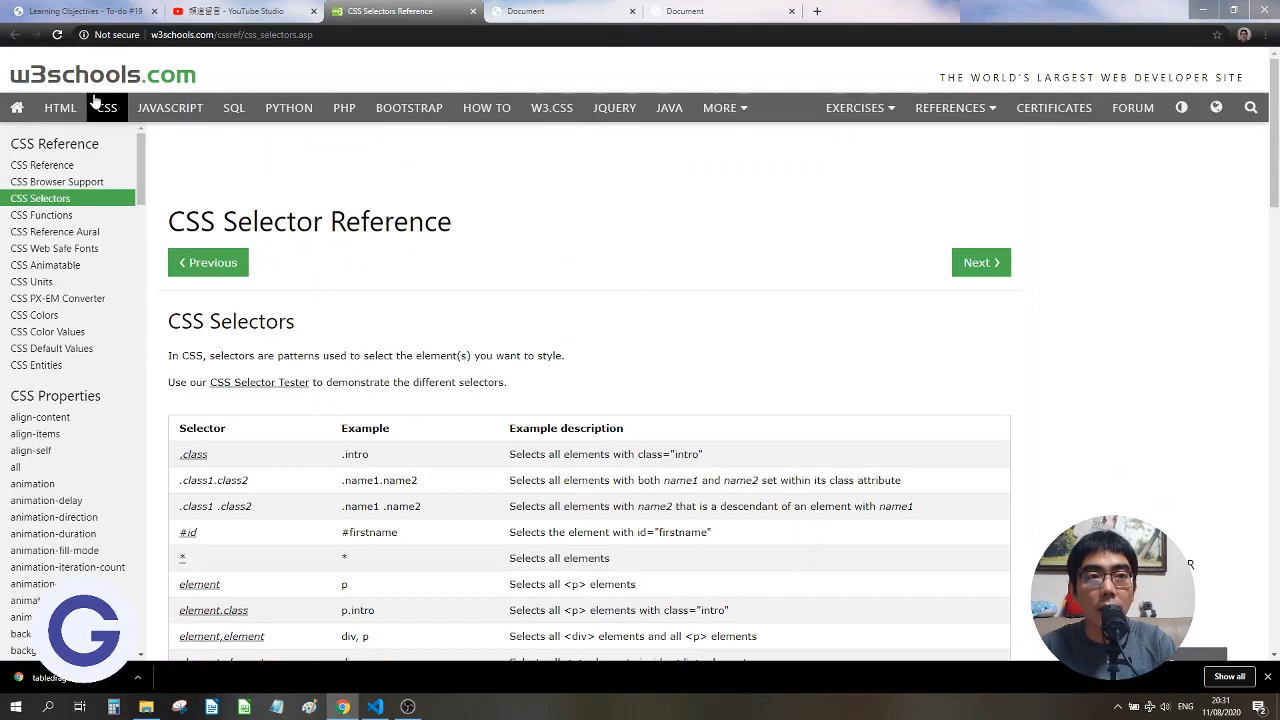 Learning Objectives - To-do #19
頻道留言 - YouTube Studio
CSS Selectors Reference
Document
Document
Not secure | w3schools.com/cssref/css_selectors.asp
w3schools.com
THE WORLD'S LARGEST WEB DEVELOPER SITE
HTML CSS JAVASCRIPT SQL PYTHON PHP BOOTSTRAP HOW TO W3.CSS JQUERY JAVA MORE EXERCISES REFERENCES CERTIFICATES FORUM
CSS Reference
CSS Reference
CSS Browser Support
CSS Selectors
CSS Functions
CSS Reference Aural
CSS Web Safe Fonts
CSS Animatable
CSS Units
CSS PX-EM Converter
CSS Colors
CSS Color Values
CSS Default Values
CSS Entities
CSS Properties
align-content
align-items
align-self
all
animation
animation-delay
animation-direction
animation-duration
animation-fill-mode
animation-iteration-count
CSS Selector Reference
❮ Previous
Next ❯
CSS Selectors
In CSS, selectors are patterns used to select the element(s) you want to style.
Use our CSS Selector Tester to demonstrate the different selectors.
Selector Example Example description
.class .intro Selects all elements with class="intro"
.class1.class2 .name1.name2 Selects all elements with both name1 and name2 set within its class attribute
.class1 .class2 .name1 .name2 Selects all elements with name2 that is a descendant of an element with name1
#id #firstname Selects the element with id="firstname"
* * Selects all elements
element p Selects all <p> elements
element.class p.intro Selects all <p> elements with class="intro"
element,element div, p Selects all <div> elements and all <p> elements
G
Show all
ENG
20:31
11/08/2020